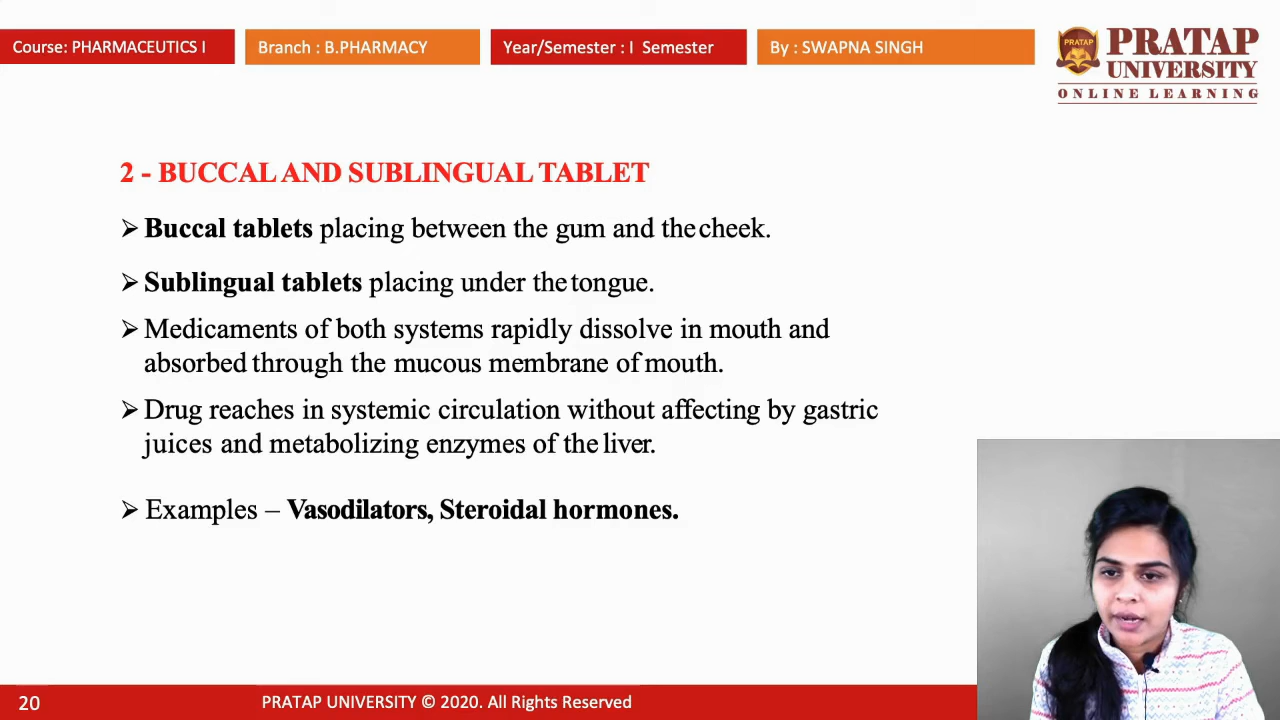 Course: PHARMACEUTICS I
Branch : B.PHARMACY
Year/Semester : I Semester
By : SWAPNA SINGH
PRATAP
PRATAP
UNIVERSITY
ONLINE LEARNING
2 - BUCCAL AND SUBLINGUAL TABLET
➢ Buccal tablets placing between the gum and the cheek.
➢ Sublingual tablets placing under the tongue.
➢ Medicaments of both systems rapidly dissolve in mouth and
absorbed through the mucous membrane of mouth.
➢ Drug reaches in systemic circulation without affecting by gastric
juices and metabolizing enzymes of the liver.
➢ Examples – Vasodilators, Steroidal hormones.
20
PRATAP UNIVERSITY © 2020. All Rights Reserved